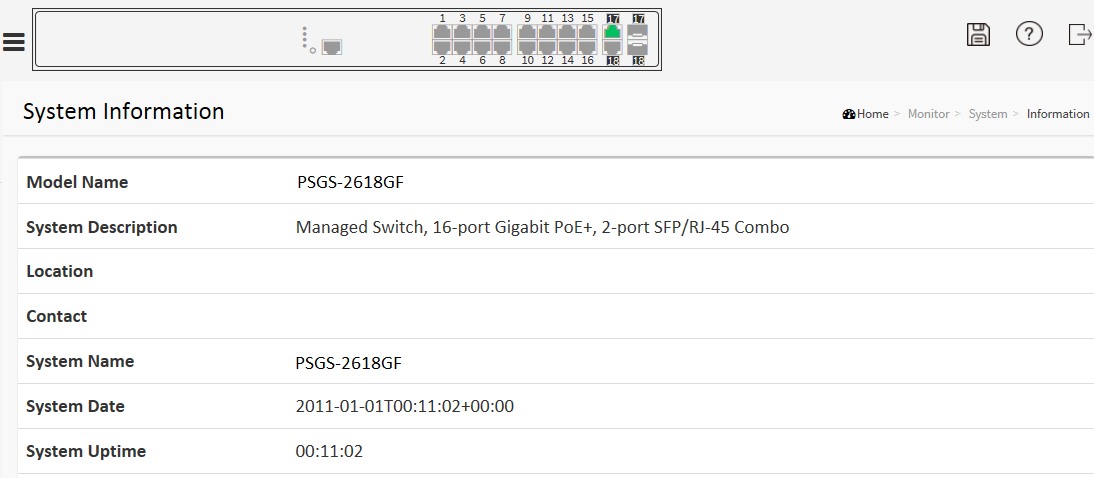 1 3 5 7 9 11 13 15 17 17
2 4 6 8 10 12 14 16 18 18
System Information
Home > Monitor > System > Information
Model Name PSGS-2618GF
System Description Managed Switch, 16-port Gigabit PoE+, 2-port SFP/RJ-45 Combo
Location
Contact
System Name PSGS-2618GF
System Date 2011-01-01T00:11:02+00:00
System Uptime 00:11:02